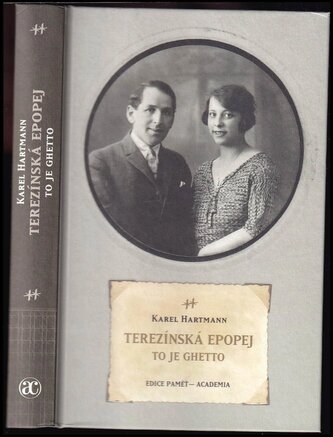 KAREL HARTMANN
TEREZÍNSKÁ EPOPEJ
TO JE GHETTO
KAREL HARTMANN
TEREZÍNSKÁ EPOPEJ
TO JE GHETTO
EDICE PAMĚŤ — ACADEMIA